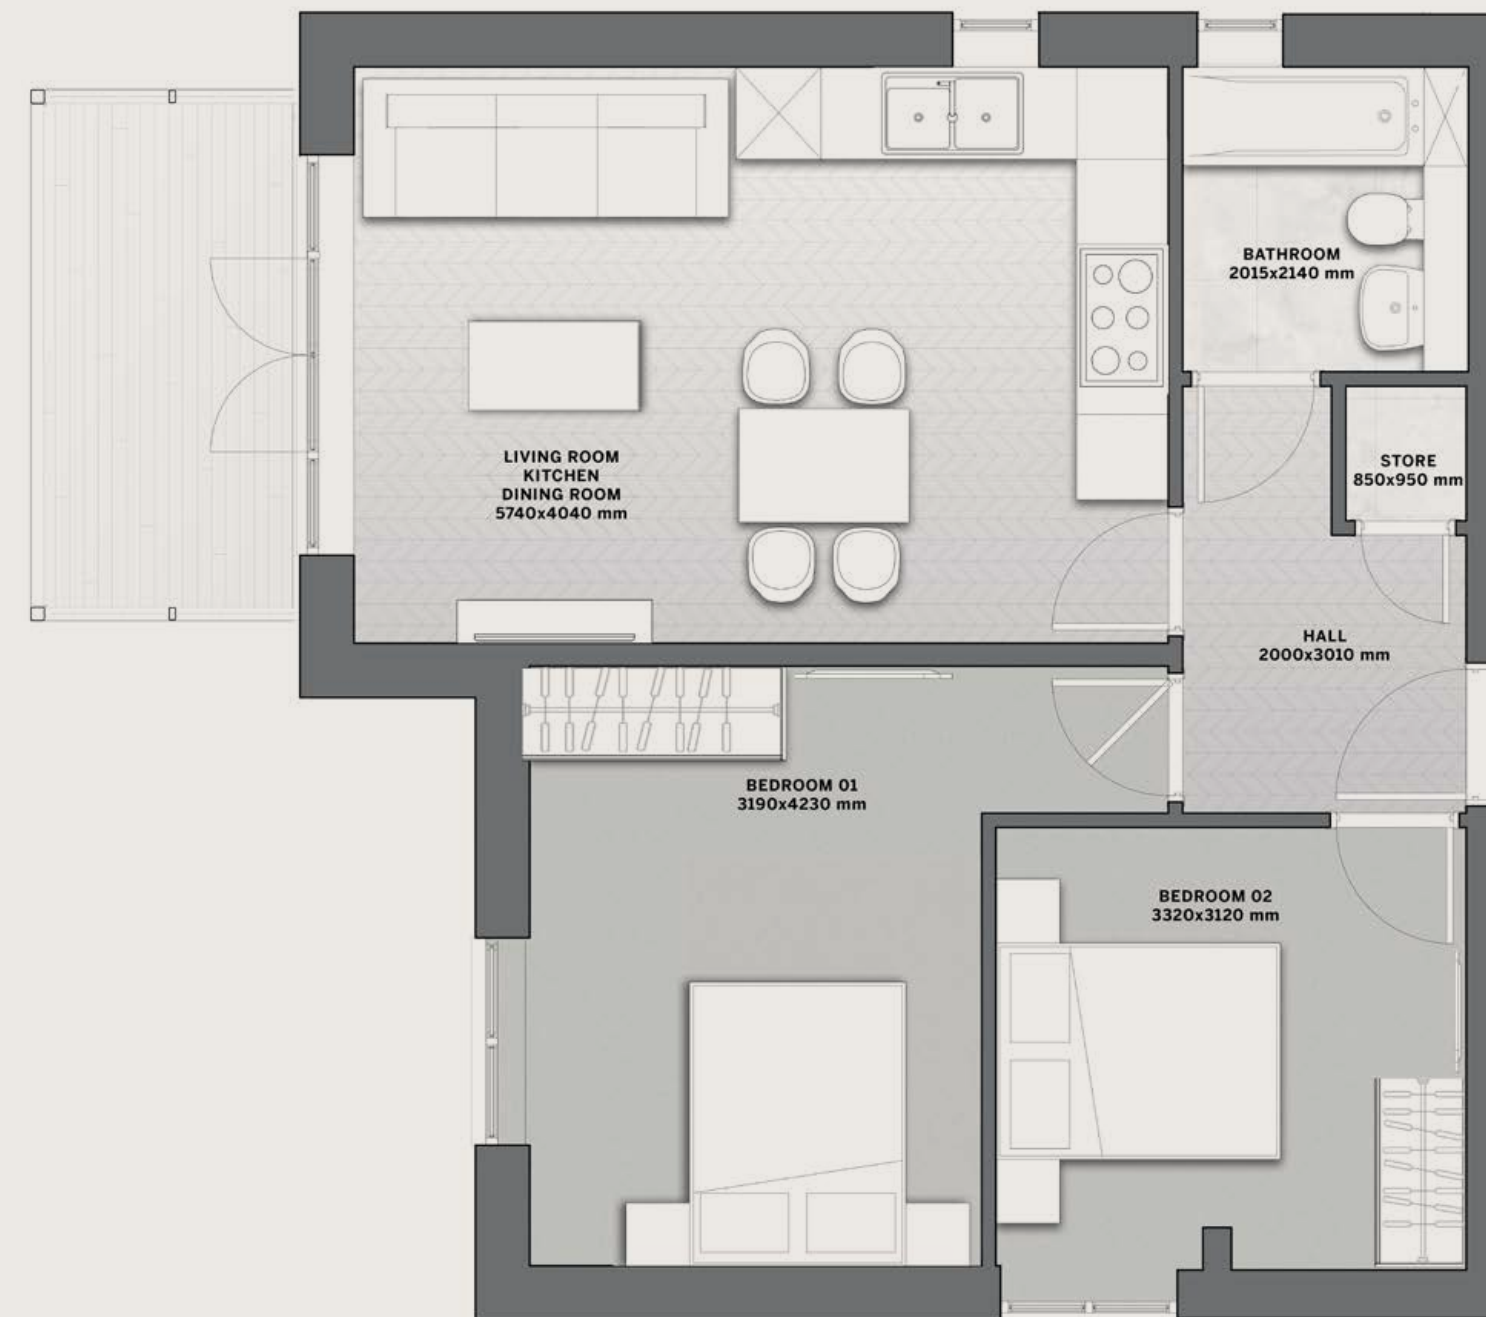 BATHROOM
2015x2140 mm
LIVING ROOM
KITCHEN
DINING ROOM
5740x4040 mm
STORE
850x950 mm
HALL
2000x3010 mm
BEDROOM 01
3190x4230 mm
BEDROOM 02
3320x3120 mm